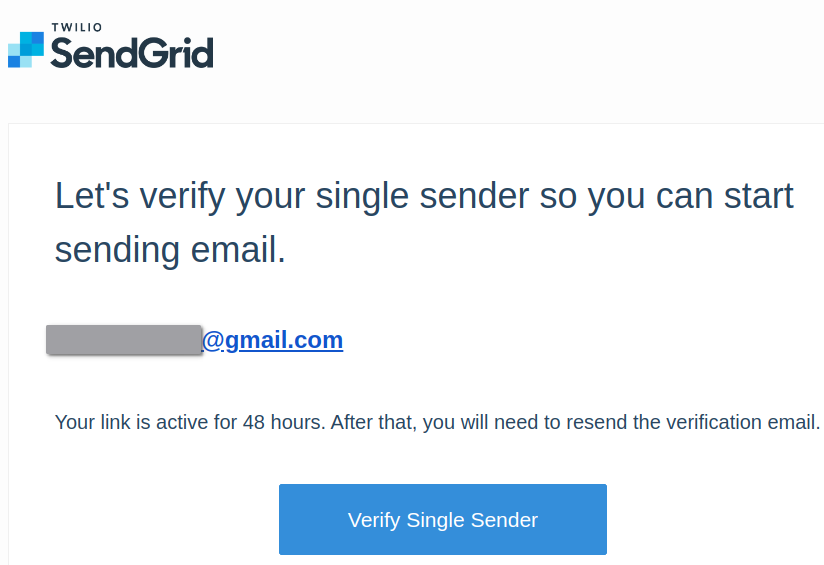 TWILIO
SendGrid
Let's verify your single sender so you can start
sending email.
@gmail.com
Your link is active for 48 hours. After that, you will need to resend the verification email.
Verify Single Sender